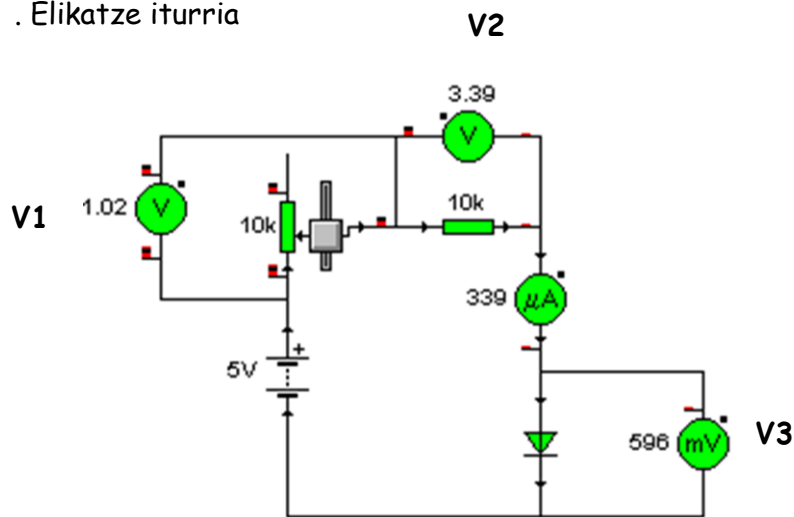 . Elikatze iturria
V2
3.39
V
V1
1.02
V
10k
10k
339
µA
+
5V
596
mV
V3